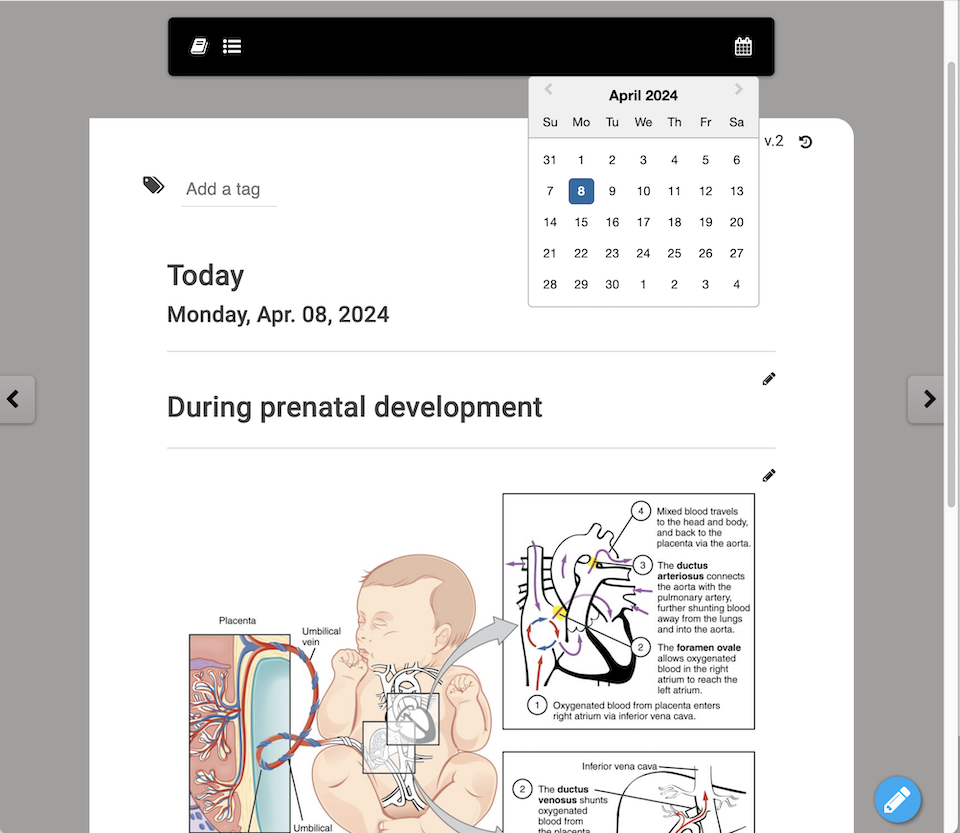 April 2024
Su Mo Tu We Th Fr Sa
31 1 2 3 4 5 6
7 8 9 10 11 12 13
14 15 16 17 18 19 20
21 22 23 24 25 26 27
28 29 30 1 2 3 4
v.2
Add a tag
Today
Monday, Apr. 08, 2024
During prenatal development
Placenta
Umbilical
vein
Umbilical
4
Mixed blood travels
to the head and body,
and back to the
placenta via the aorta.
3
The ductus
arteriosus connects
the aorta with the
pulmonary artery,
further shunting blood
away from the lungs
and into the aorta.
2
The foramen ovale
allows oxygenated
blood in the right
atrium to reach the
left atrium.
1
Oxygenated blood from placenta enters
right atrium via inferior vena cava.
Inferior vena cava
2
The ductus
venosus shunts
oxygenated
blood from
the placenta